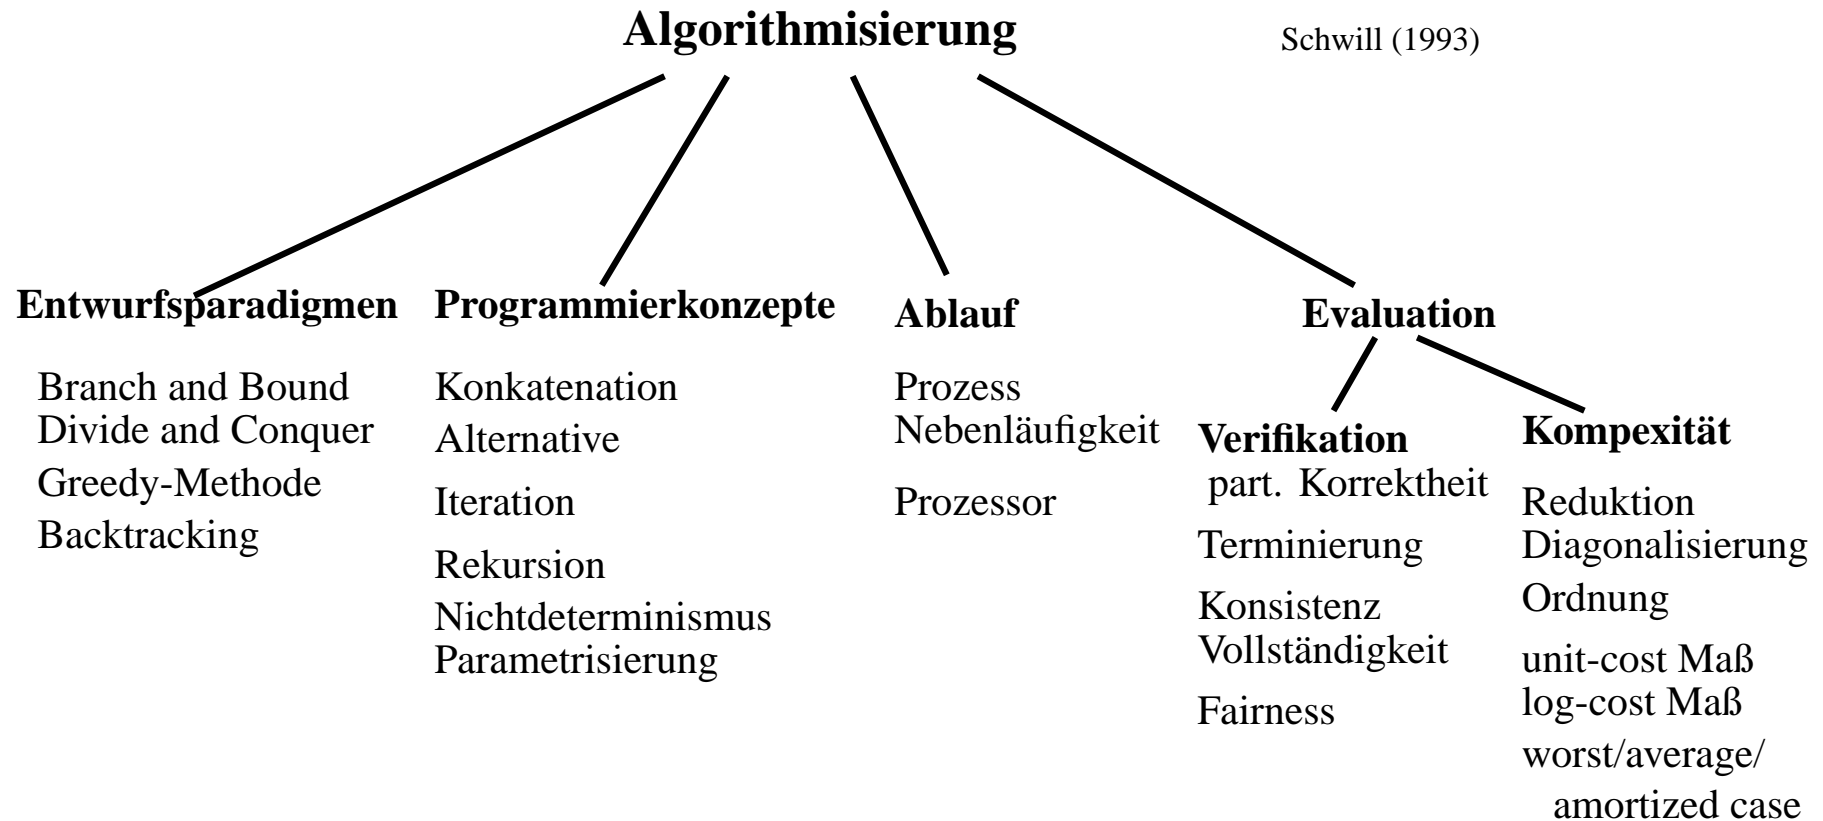 Algorithmisierung
Schwill (1993)
Entwurfsparadigmen
Branch and Bound
Divide and Conquer
Greedy-Methode
Backtracking
Programmierkonzepte
Konkatenation
Alternative
Iteration
Rekursion
Nichtdeterminismus
Parametrisierung
Ablauf
Prozess
Nebenläufigkeit
Prozessor
Evaluation
Verifikation
part. Korrektheit
Terminierung
Konsistenz
Vollständigkeit
Fairness
Kompexität
Reduktion
Diagonalisierung
Ordnung
unit-cost Maß
log-cost Maß
worst/average/
amortized case